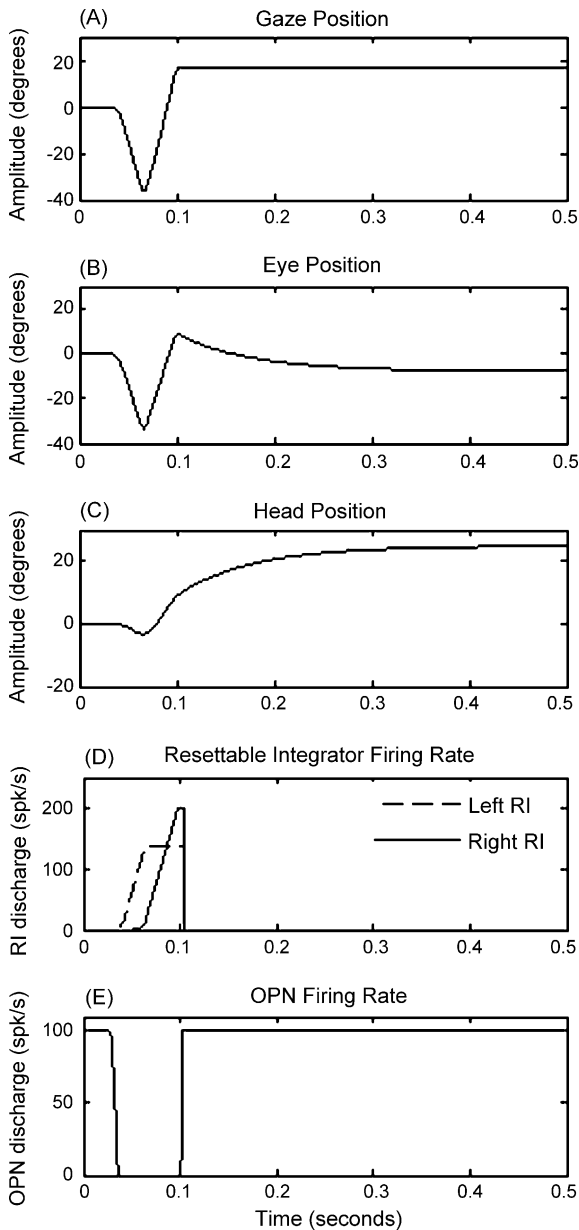 (A) Gaze Position
Amplitude (degrees)
20
0
-20
-40
0 0.1 0.2 0.3 0.4 0.5
(B) Eye Position
Amplitude (degrees)
20
0
-20
-40
0 0.1 0.2 0.3 0.4 0.5
(C) Head Position
Amplitude (degrees)
20
0
-20
0 0.1 0.2 0.3 0.4 0.5
(D) Resettable Integrator Firing Rate
RI discharge (spk/s)
200
100
0
Left RI
Right RI
0 0.1 0.2 0.3 0.4 0.5
(E) OPN Firing Rate
OPN discharge (spk/s)
100
50
0
0 0.1 0.2 0.3 0.4 0.5
Time (seconds)